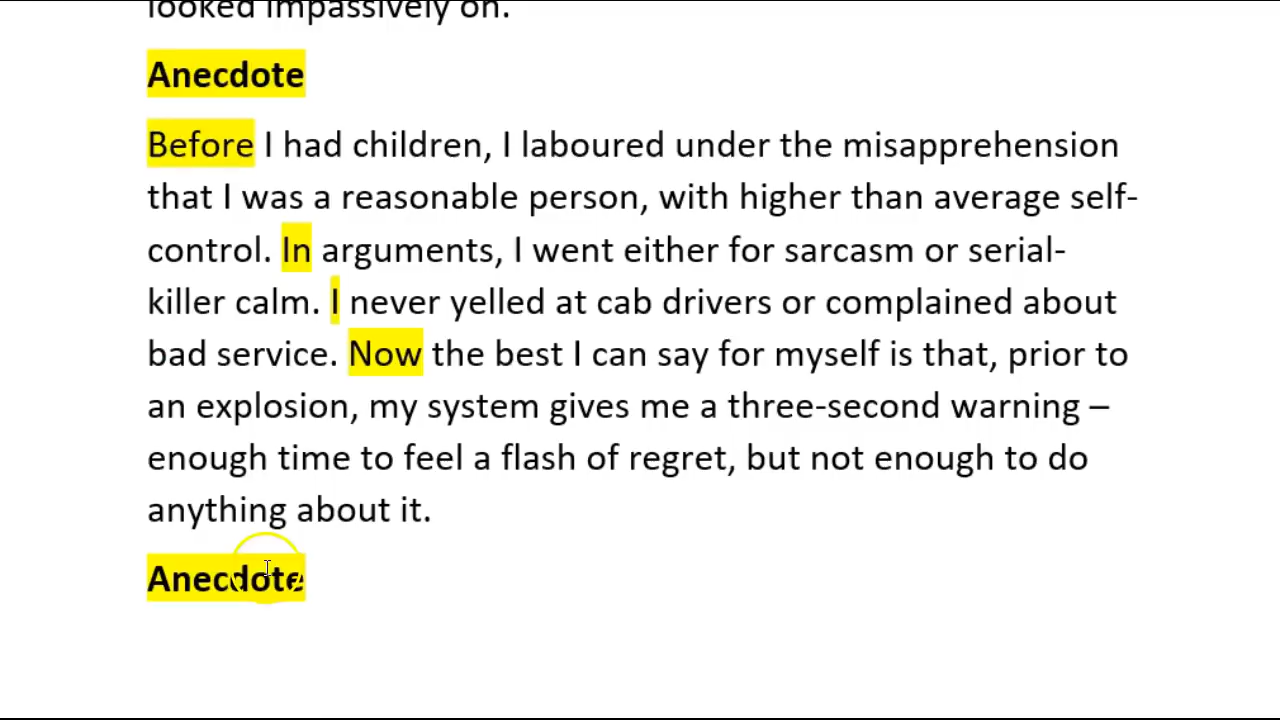 looked impassively on.
Anecdote
Before I had children, I laboured under the misapprehension
that I was a reasonable person, with higher than average self-
control. In arguments, I went either for sarcasm or serial-
killer calm. I never yelled at cab drivers or complained about
bad service. Now the best I can say for myself is that, prior to
an explosion, my system gives me a three-second warning –
enough time to feel a flash of regret, but not enough to do
anything about it.
Anecdote